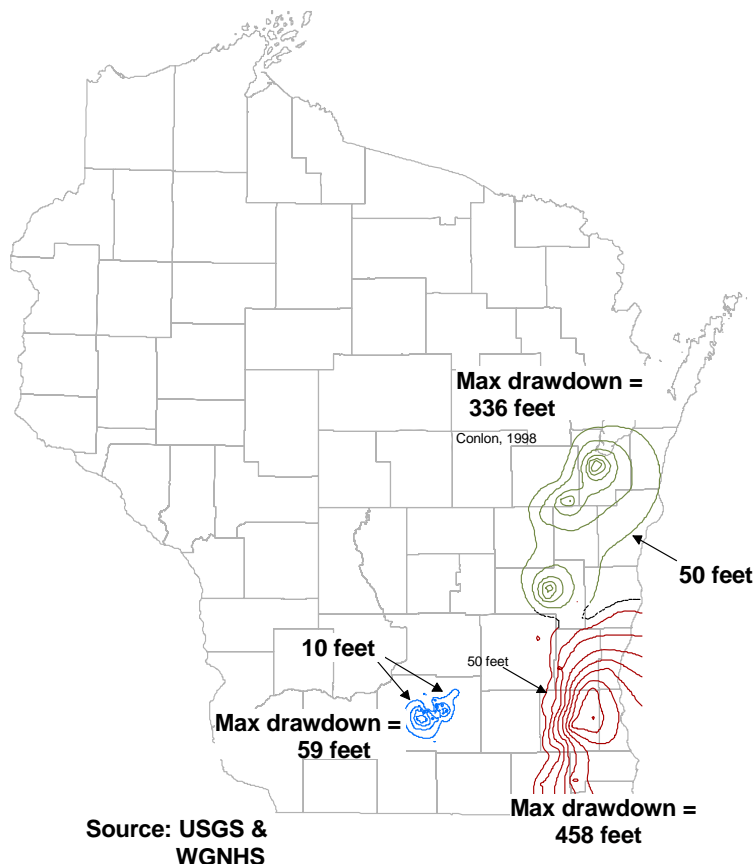 Max drawdown =
336 feet
Conlon, 1998
50 feet
10 feet
50 feet
Max drawdown =
59 feet
Max drawdown =
458 feet
Source: USGS &
WGNHS